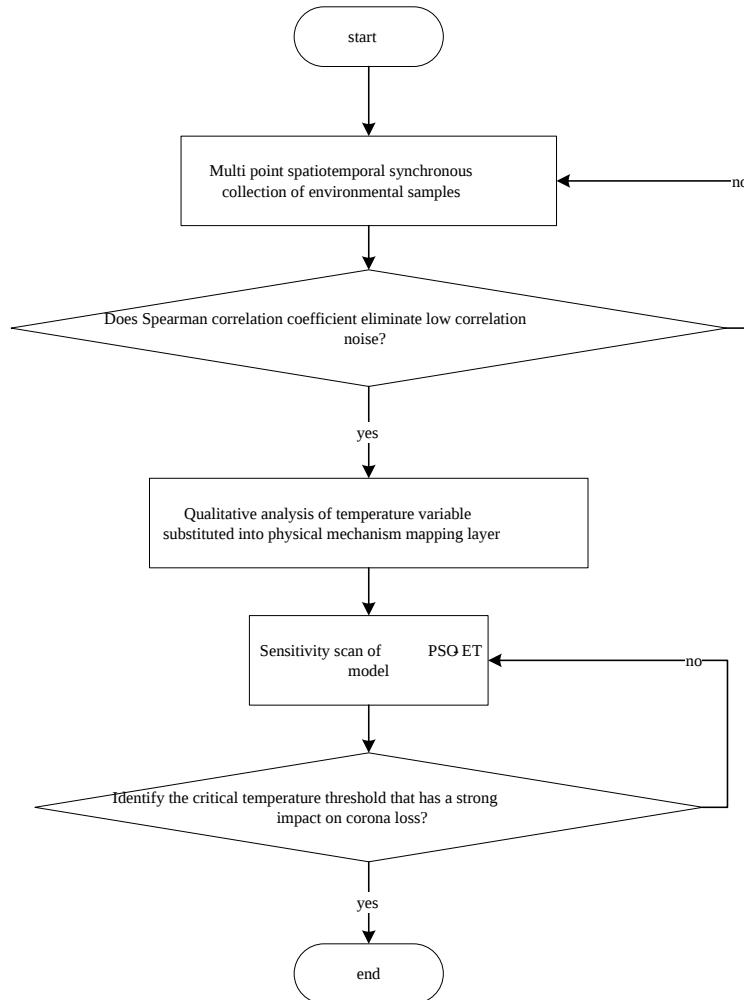 start
Multi point spatiotemporal synchronous
collection of environmental samples
no
Does Spearman correlation coefficient eliminate low correlation
noise?
yes
Qualitative analysis of temperature variable
substituted into physical mechanism mapping layer
Sensitivity scan of PSO-ET
model
no
Identify the critical temperature threshold that has a strong
impact on corona loss?
yes
end